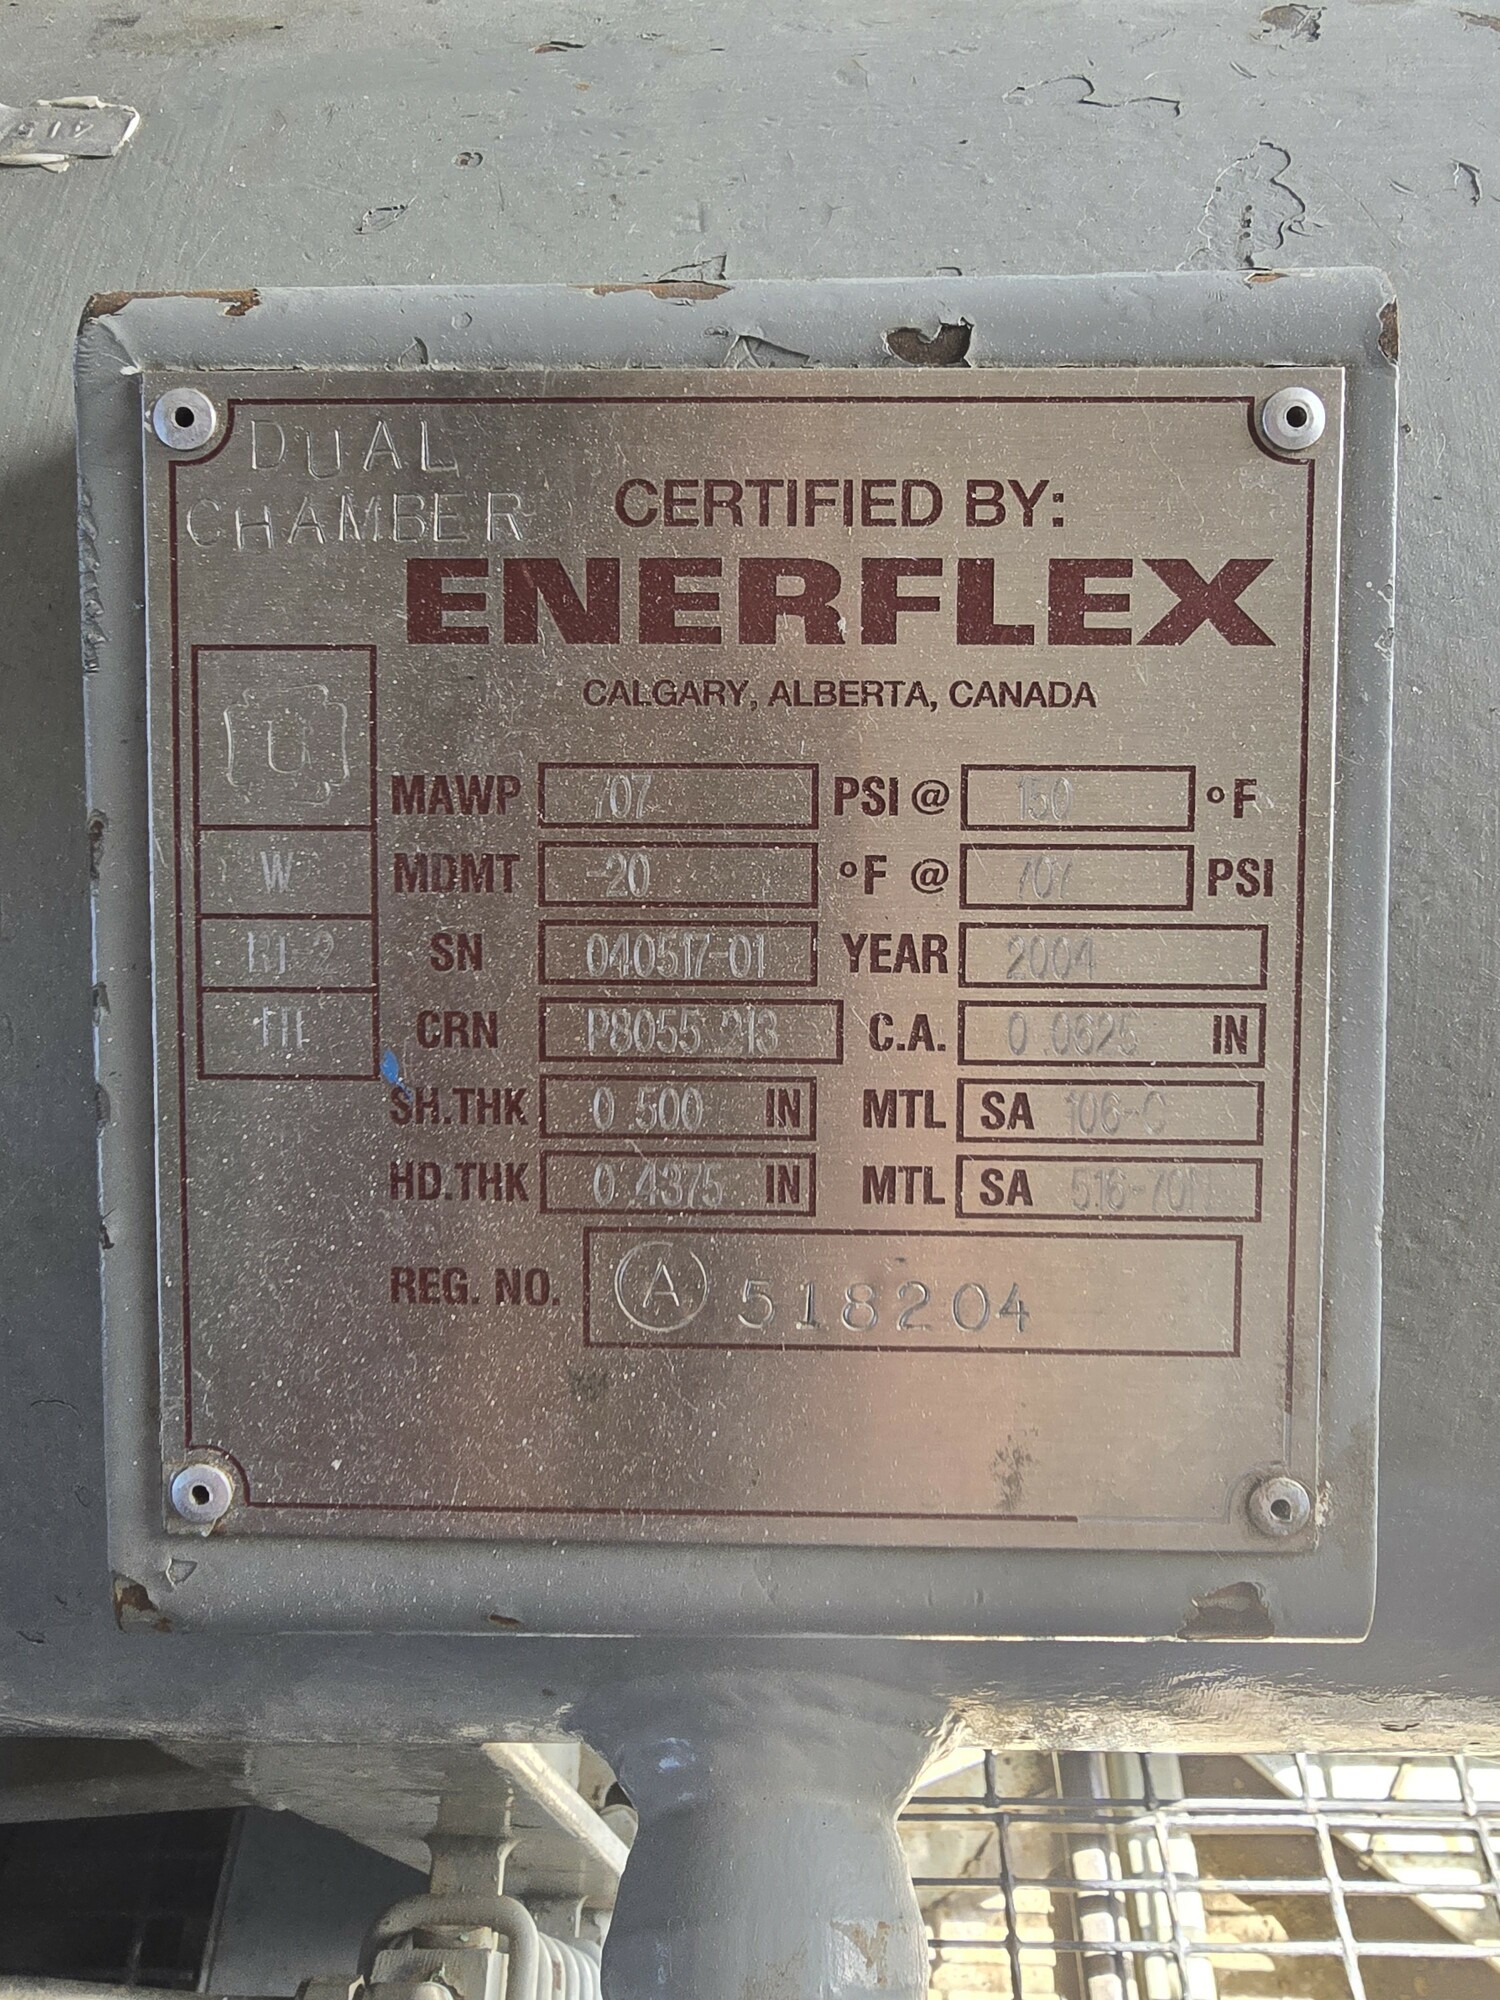 DUAL
CHAMBER
CERTIFIED BY:
ENERFLEX
CALGARY, ALBERTA, CANADA
U
MAWP 707 PSI @ 150 °F
W MDMT -20 °F @ 707 PSI
RT-2 SN 040517-01 YEAR 2004
HT CRN P8055.213 C.A. 0.0625 IN
SH.THK 0.500 IN MTL SA 106-C
HD.THK 0.4375 IN MTL SA 516-70N
REG. NO. A 518204